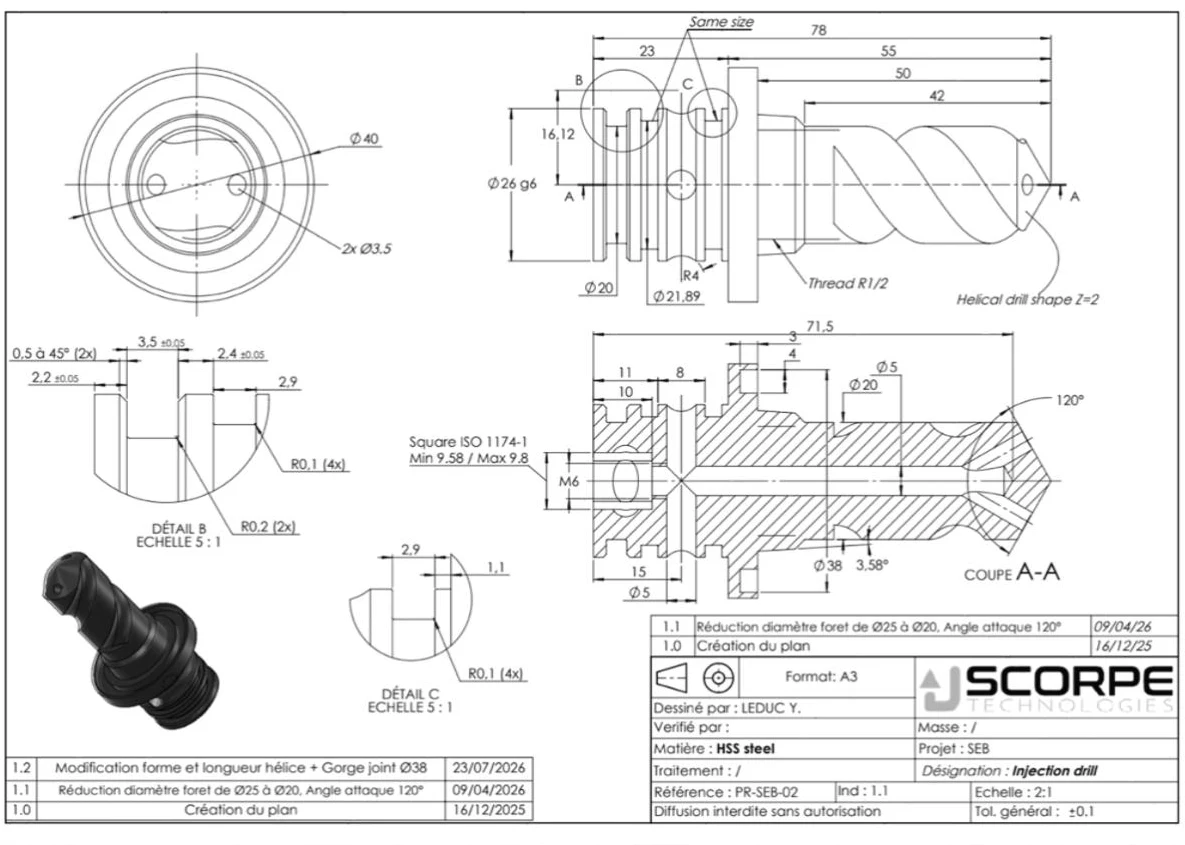 Same size
78
23
55
50
42
B
C
16,12
Ø26 g6
A
A
Ø40
2x Ø3.5
R4
Ø20
Ø21,89
Thread R1/2
Helical drill shape Z=2
0,5 à 45° (2x)
3,5 ±0.05
2,4 ±0.05
2,2 ±0.05
2,9
R0,1 (4x)
R0,2 (2x)
DÉTAIL B
ECHELLE 5 : 1
71,5
3
4
11
8
10
Ø5
Ø20
120°
Square ISO 1174-1
Min 9.58 / Max 9.8
M6
15
Ø5
Ø38
3,58°
COUPE A-A
2,9
1,1
R0,1 (4x)
DÉTAIL C
ECHELLE 5 : 1
1.1 Réduction diamètre foret de Ø25 à Ø20, Angle attaque 120° 09/04/26
1.0 Création du plan 16/12/25
Format: A3
JSCORPE
TECHNOLOGIES
Dessiné par : LEDUC Y.
Verifié par :
Masse : /
Matière : HSS steel
Projet : SEB
Traitement : /
Désignation : Injection drill
Référence : PR-SEB-02
Ind : 1.1
Echelle : 2:1
Diffusion interdite sans autorisation
Tol. général : ±0.1
1.2 Modification forme et longueur hélice + Gorge joint Ø38 23/07/2026
1.1 Réduction diamètre foret de Ø25 à Ø20, Angle attaque 120° 09/04/2026
1.0 Création du plan 16/12/2025